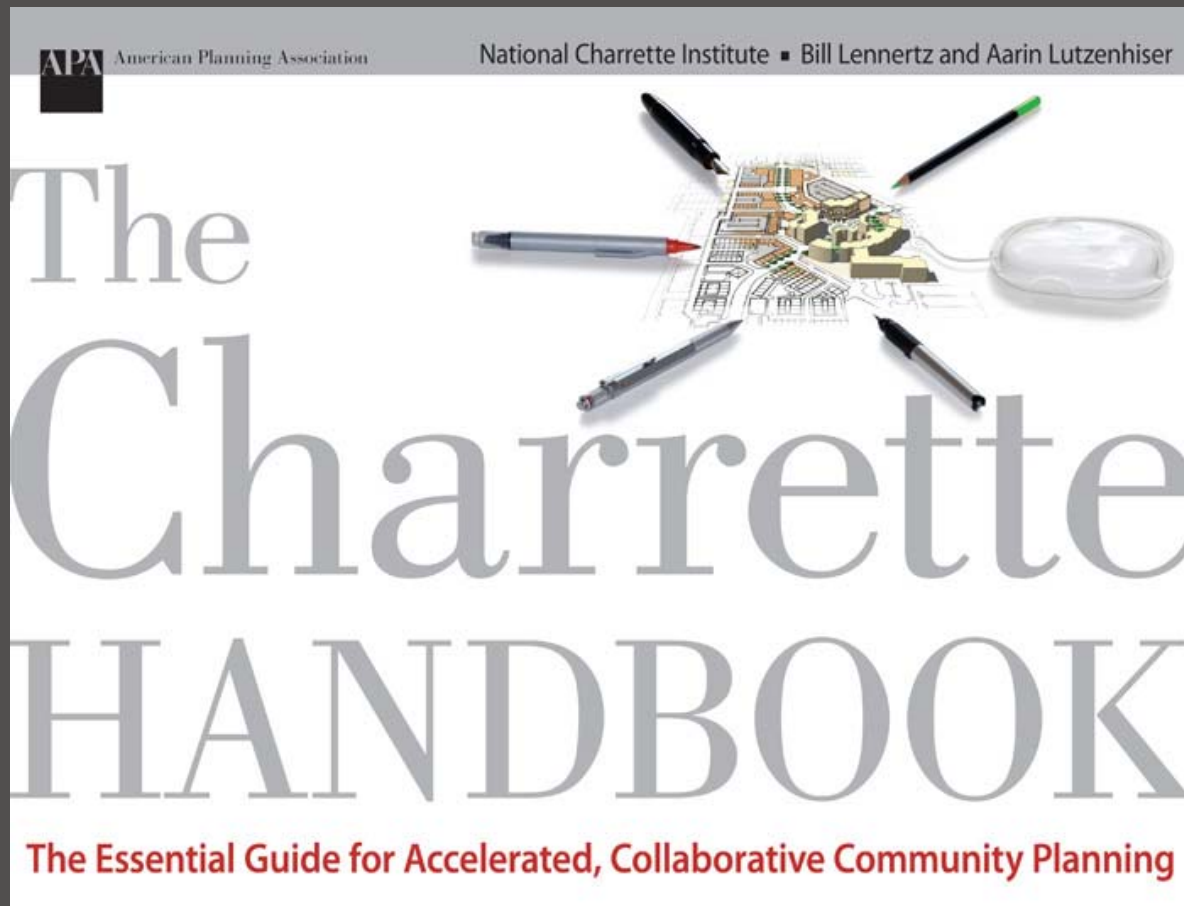 APA American Planning Association
National Charrette Institute ▪ Bill Lennertz and Aarin Lutzenhiser
The
Charrette
HANDBOOK
The Essential Guide for Accelerated, Collaborative Community Planning